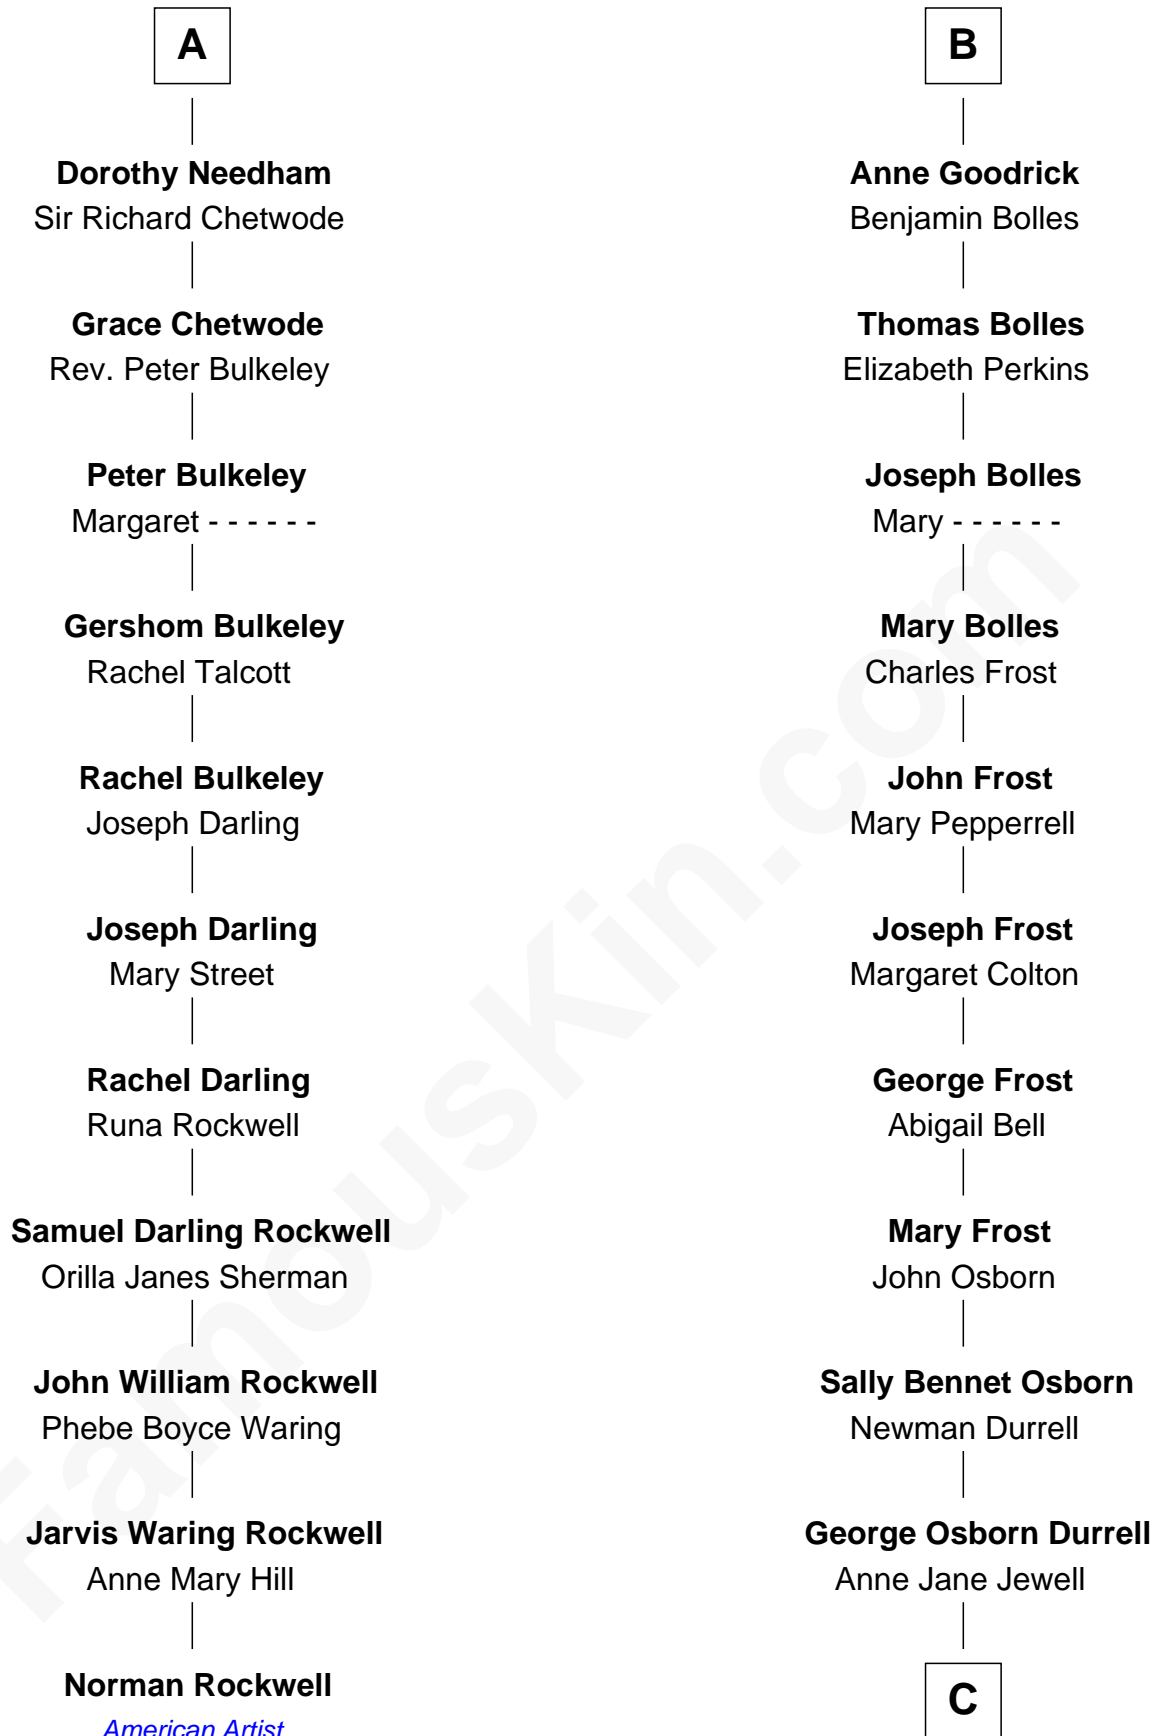 A
Dorothy Needham
Sir Richard Chetwode
Grace Chetwode
Rev. Peter Bulkeley
Peter Bulkeley
Margaret - - - - - -
Gershom Bulkeley
Rachel Talcott
Rachel Bulkeley
Joseph Darling
Joseph Darling
Mary Street
Rachel Darling
Runa Rockwell
Samuel Darling Rockwell
Orilla Janes Sherman
John William Rockwell
Phebe Boyce Waring
Jarvis Waring Rockwell
Anne Mary Hill
Norman Rockwell
American Artist
B
Anne Goodrick
Benjamin Bolles
Thomas Bolles
Elizabeth Perkins
Joseph Bolles
Mary - - - - - -
Mary Bolles
Charles Frost
John Frost
Mary Pepperrell
Joseph Frost
Margaret Colton
George Frost
Abigail Bell
Mary Frost
John Osborn
Sally Bennet Osborn
Newman Durrell
George Osborn Durrell
Anne Jane Jewell
C
FamousKin.com